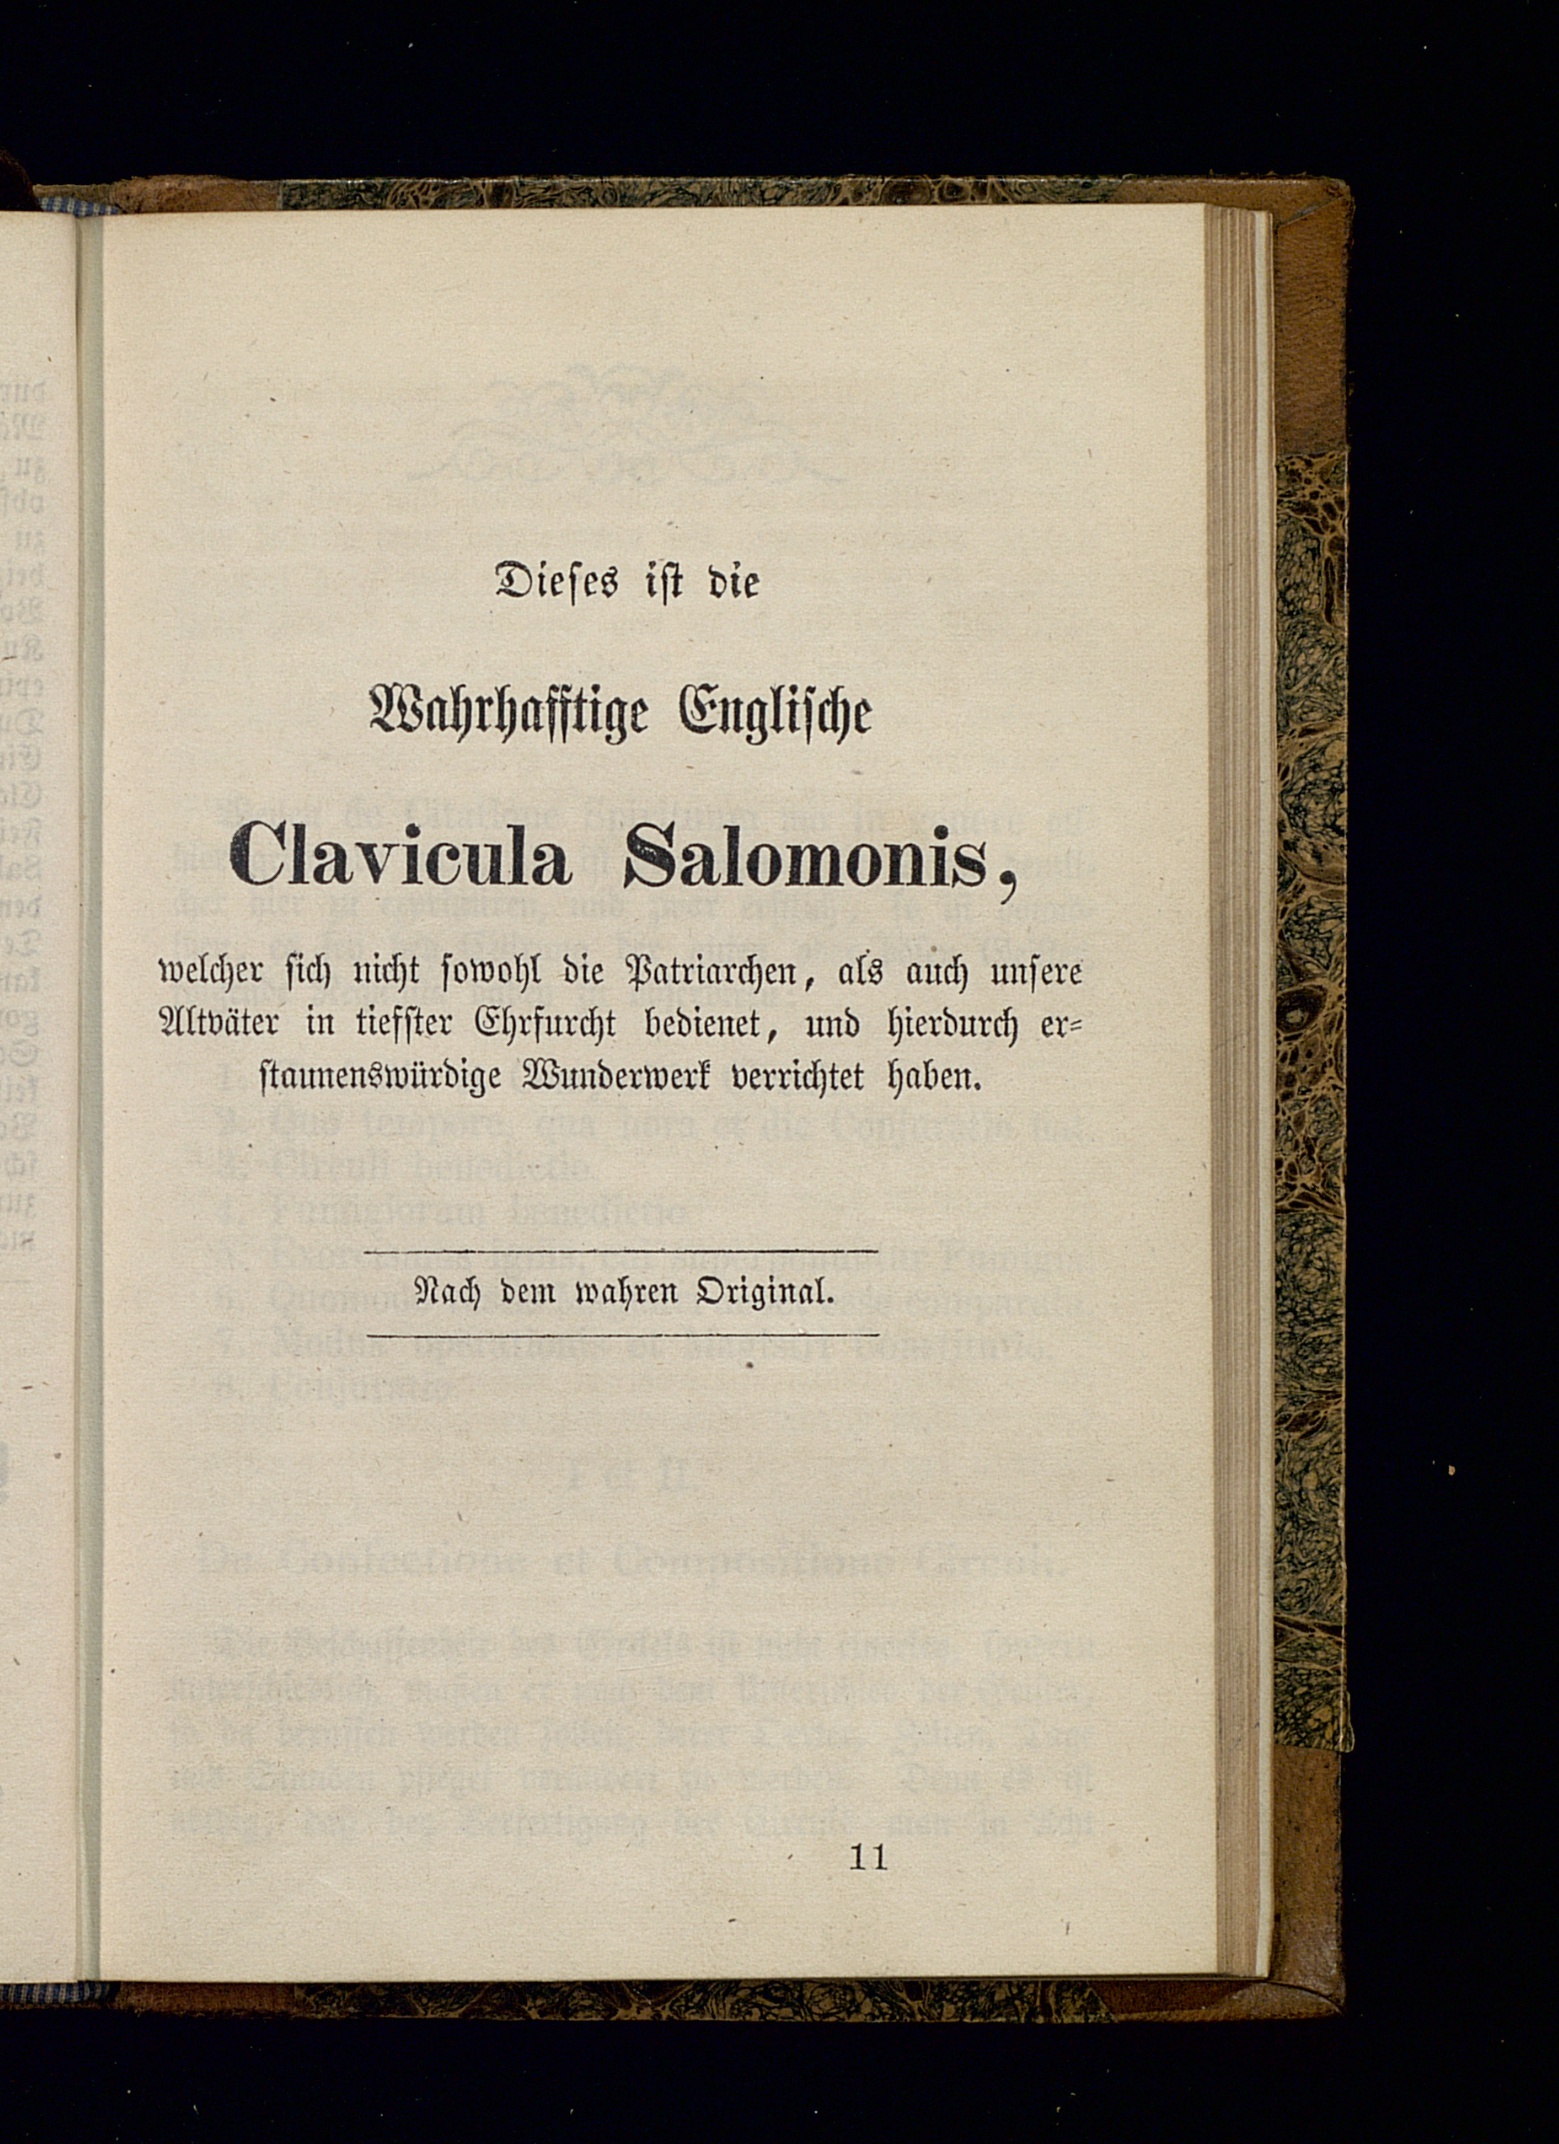 Dieses ist die
Wahrhafftige Englische
Clavicula Salomonis,
welcher sich nicht sowohl die Patriarchen, als auch unsere
Altväter in tiefster Ehrfurcht bedienet, und hierdurch er-
staunenswürdige Wunderwerk verrichtet haben.
Nach dem wahren Original.
11